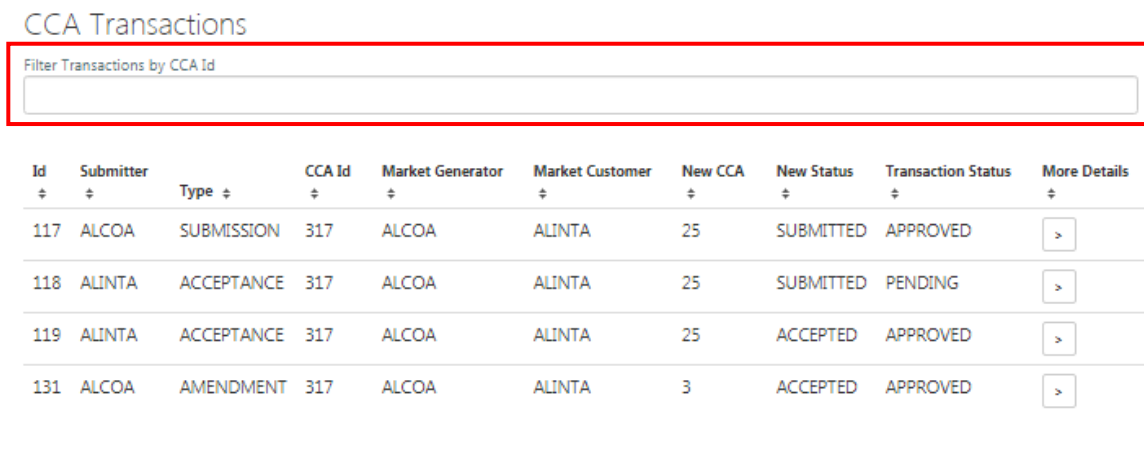 CCA Transactions
Filter Transactions by CCA Id
Id Submitter Type CCA Id Market Generator Market Customer New CCA New Status Transaction Status More Details
117 ALCOA SUBMISSION 317 ALCOA ALINTA 25 SUBMITTED APPROVED >
118 ALINTA ACCEPTANCE 317 ALCOA ALINTA 25 SUBMITTED PENDING >
119 ALINTA ACCEPTANCE 317 ALCOA ALINTA 25 ACCEPTED APPROVED >
131 ALCOA AMENDMENT 317 ALCOA ALINTA 3 ACCEPTED APPROVED >